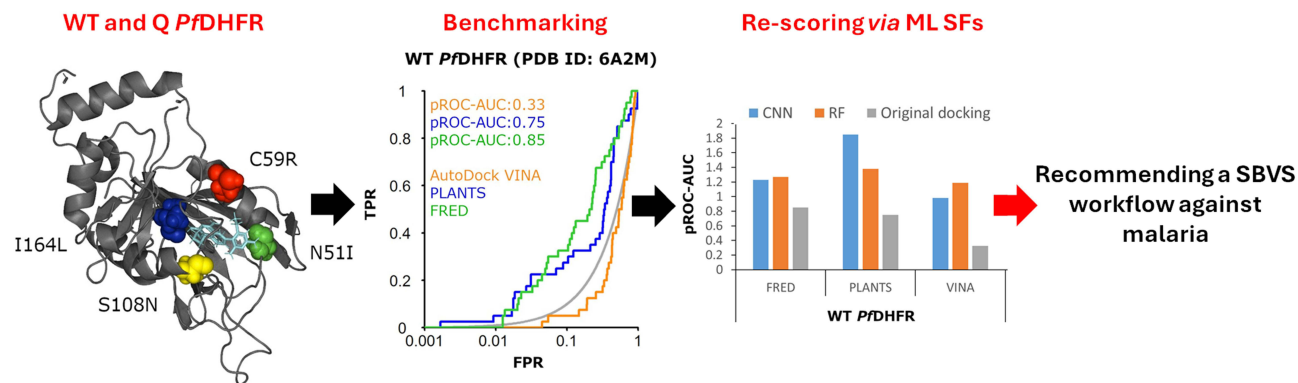 WT and Q PfDHFR
C59R
I164L
N51I
S108N
Benchmarking
WT PfDHFR (PDB ID: 6A2M)
pROC-AUC:0.33
pROC-AUC:0.75
pROC-AUC:0.85
AutoDock VINA
PLANTS
FRED
TPR
1
0.8
0.6
0.4
0.2
0
0.001
0.01
0.1
1
FPR
Re-scoring via ML SFs
CNN
RF
Original docking
pROC-AUC
2
1.8
1.6
1.4
1.2
1
0.8
0.6
0.4
0.2
0
FRED
PLANTS
VINA
WT PfDHFR
Recommending a SBVS
workflow against
malaria